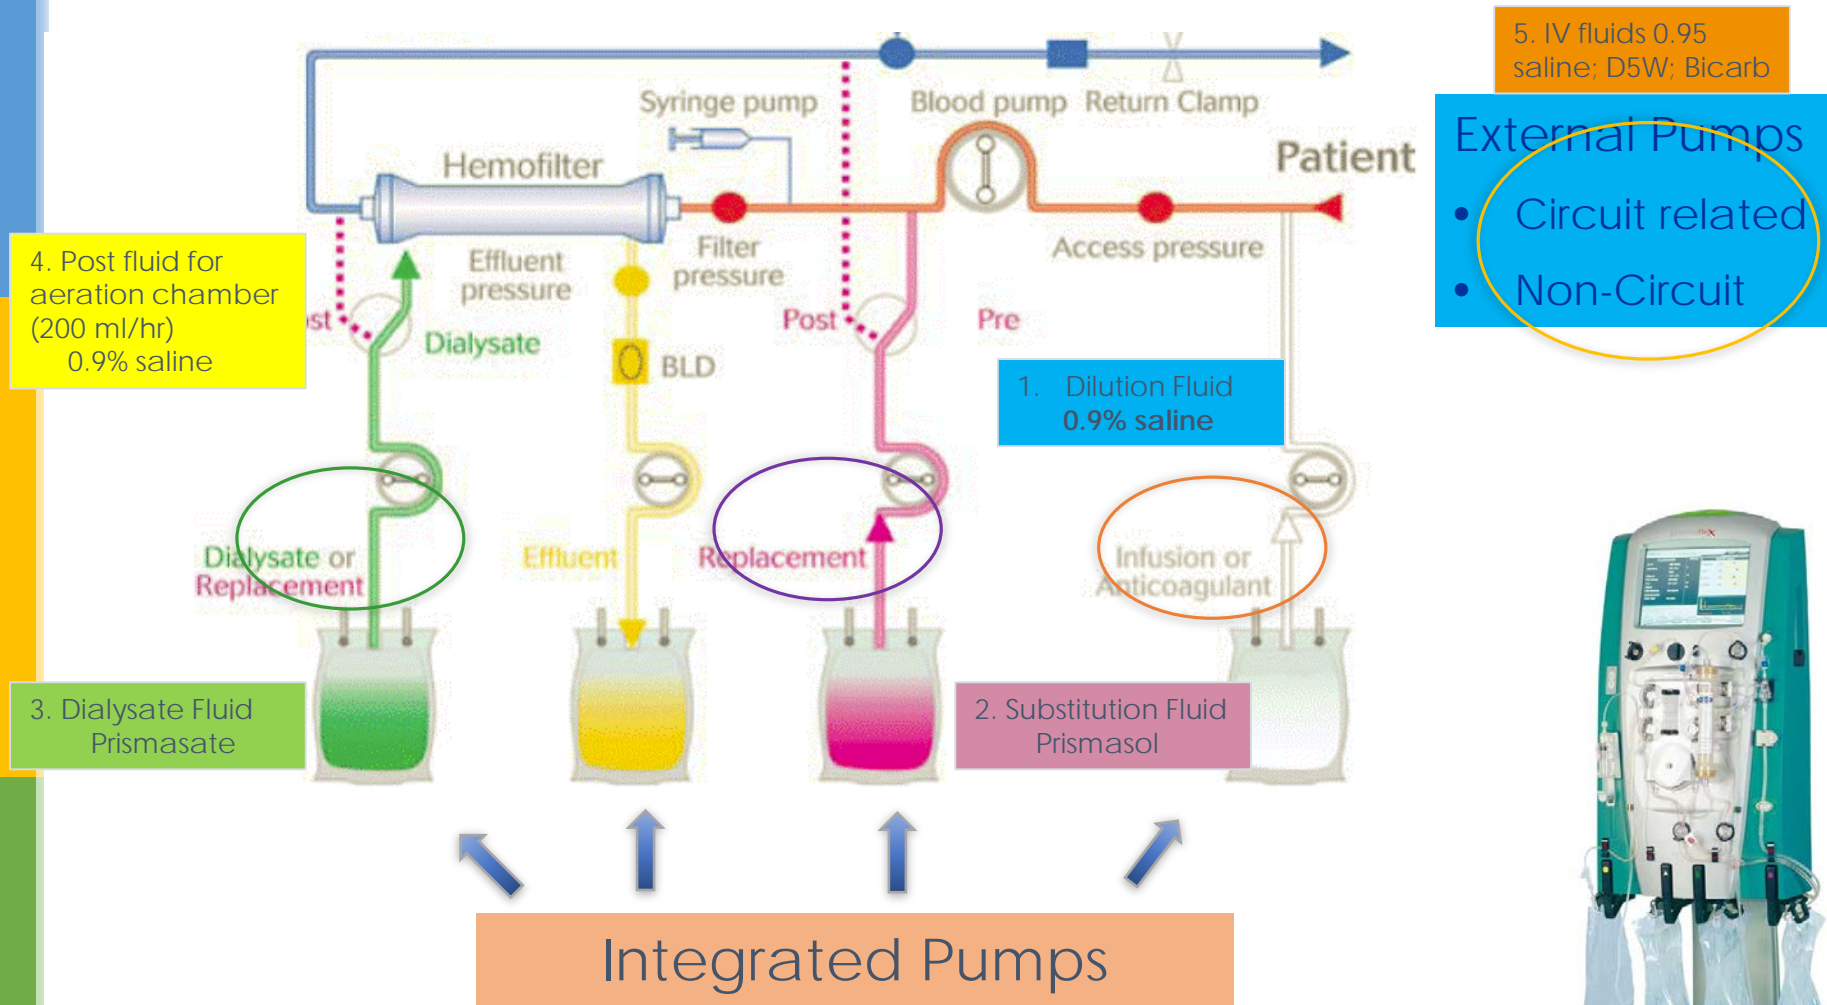 5. IV fluids 0.95
saline; D5W; Bicarb
External Pumps
• Circuit related
• Non-Circuit
Syringe pump
Blood pump
Return Clamp
Hemofilter
Patient
Filter
pressure
Access pressure
Effluent
pressure
4. Post fluid for
aeration chamber
(200 ml/hr)
0.9% saline
st
Dialysate
Post
Pre
BLD
1. Dilution Fluid
0.9% saline
Dialysate or
Replacement
Effluent
Replacement
Infusion or
Anticoagulant
3. Dialysate Fluid
Prismasate
2. Substitution Fluid
Prismasol
Integrated Pumps